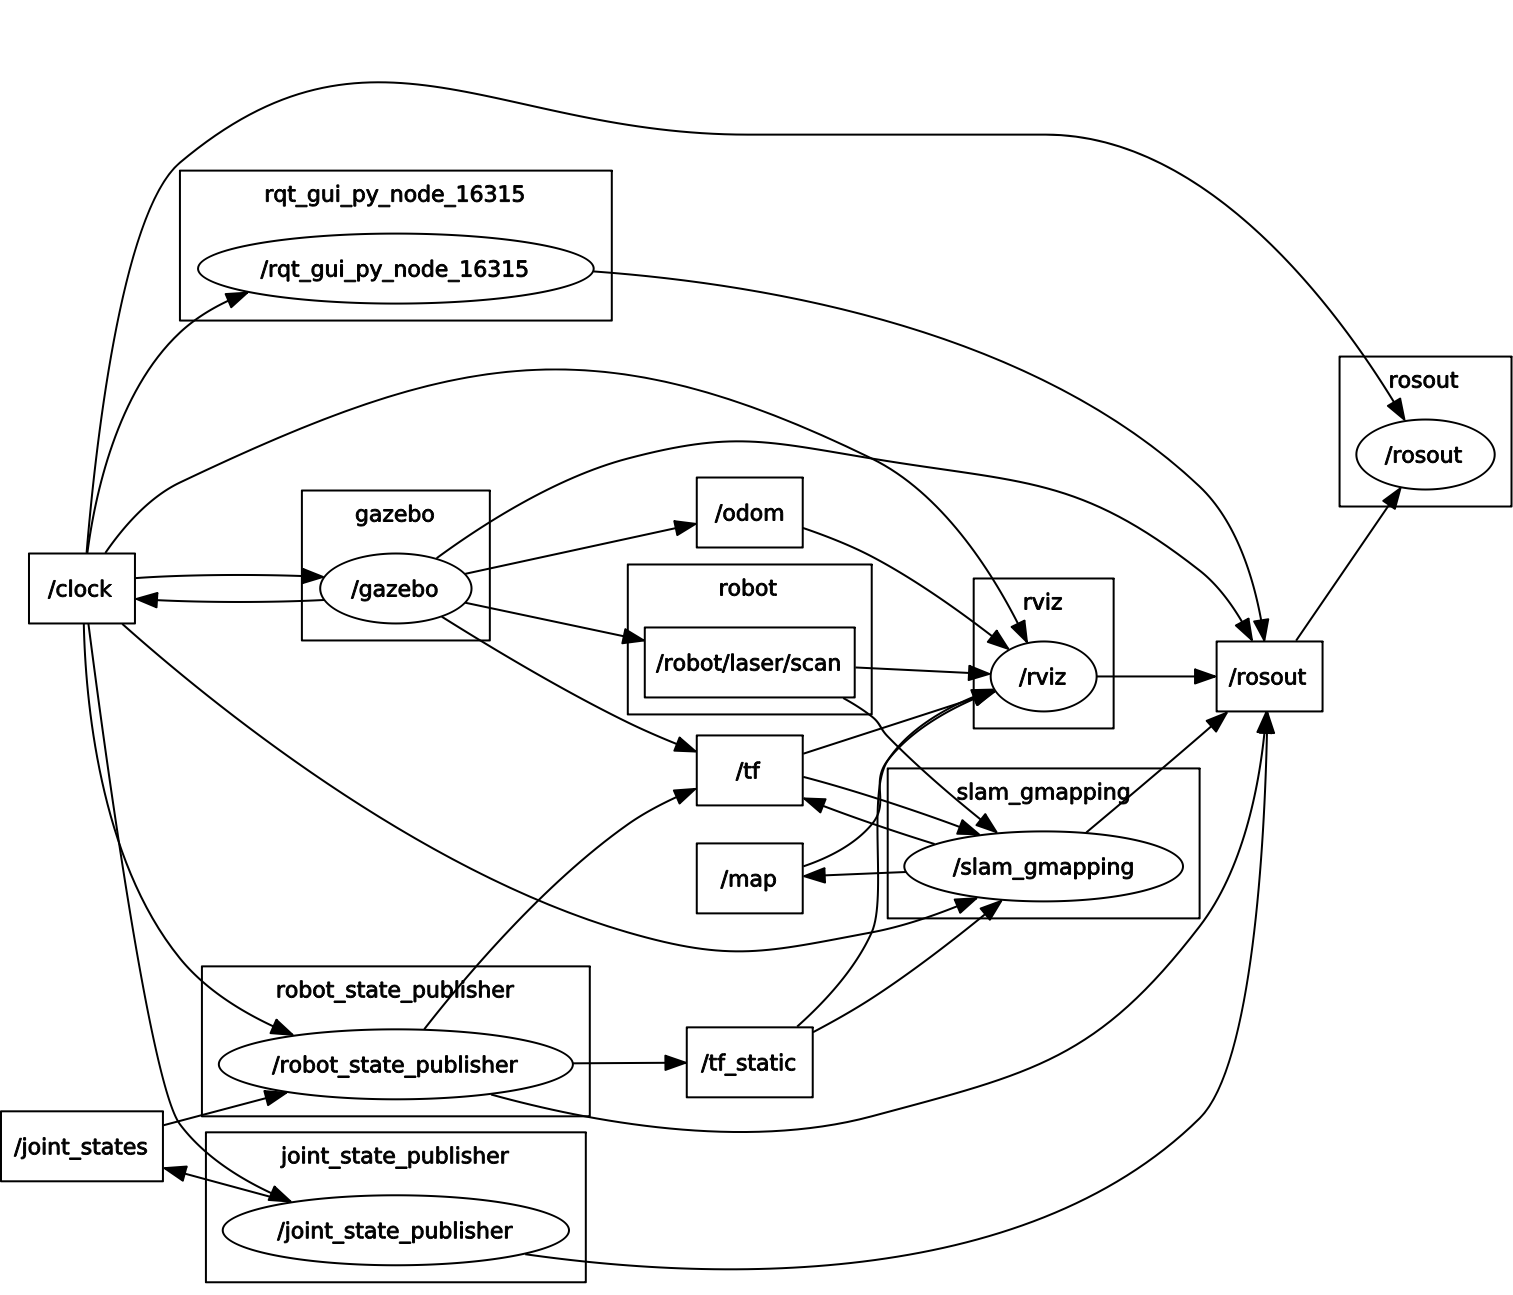 rqt_gui_py_node_16315
/rqt_gui_py_node_16315
rosout
/rosout
gazebo
/gazebo
/clock
/odom
robot
/robot/laser/scan
rviz
/rviz
/rosout
/tf
slam_gmapping
/slam_gmapping
/map
robot_state_publisher
/robot_state_publisher
/tf_static
/joint_states
joint_state_publisher
/joint_state_publisher